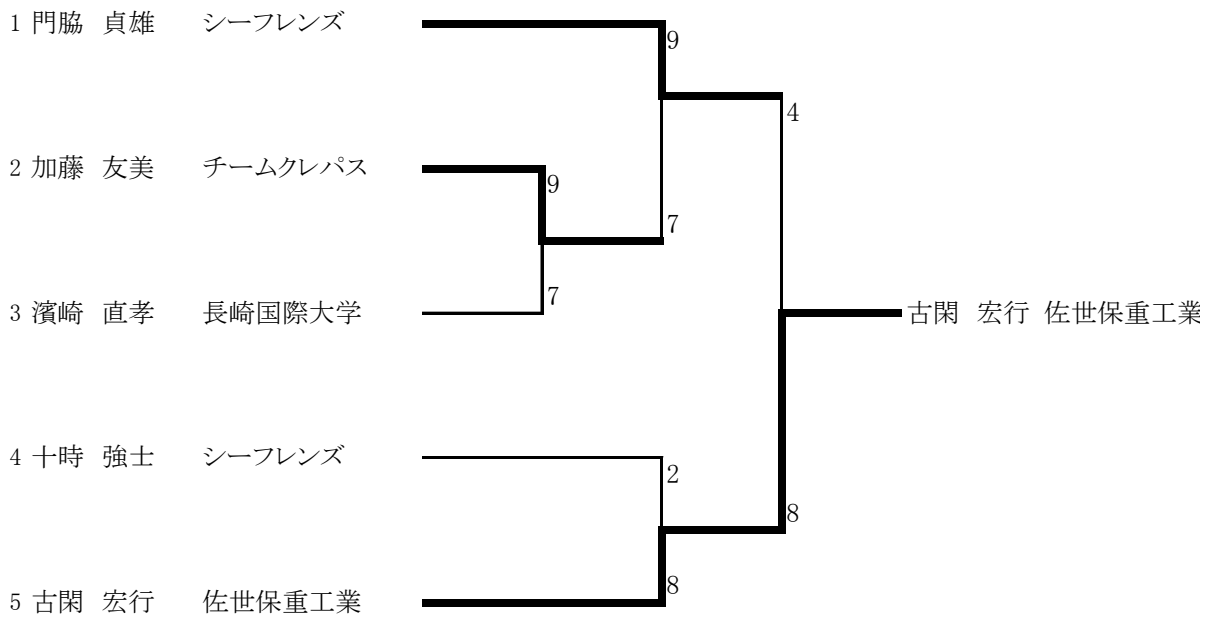 1 門脇 貞雄 シーフレンズ
9
4
2 加藤 友美 チームクレパス
9
7
7
3 濱崎 直孝 長崎国際大学
古閑 宏行 佐世保重工業
4 十時 強士 シーフレンズ
2
8
8
5 古閑 宏行 佐世保重工業